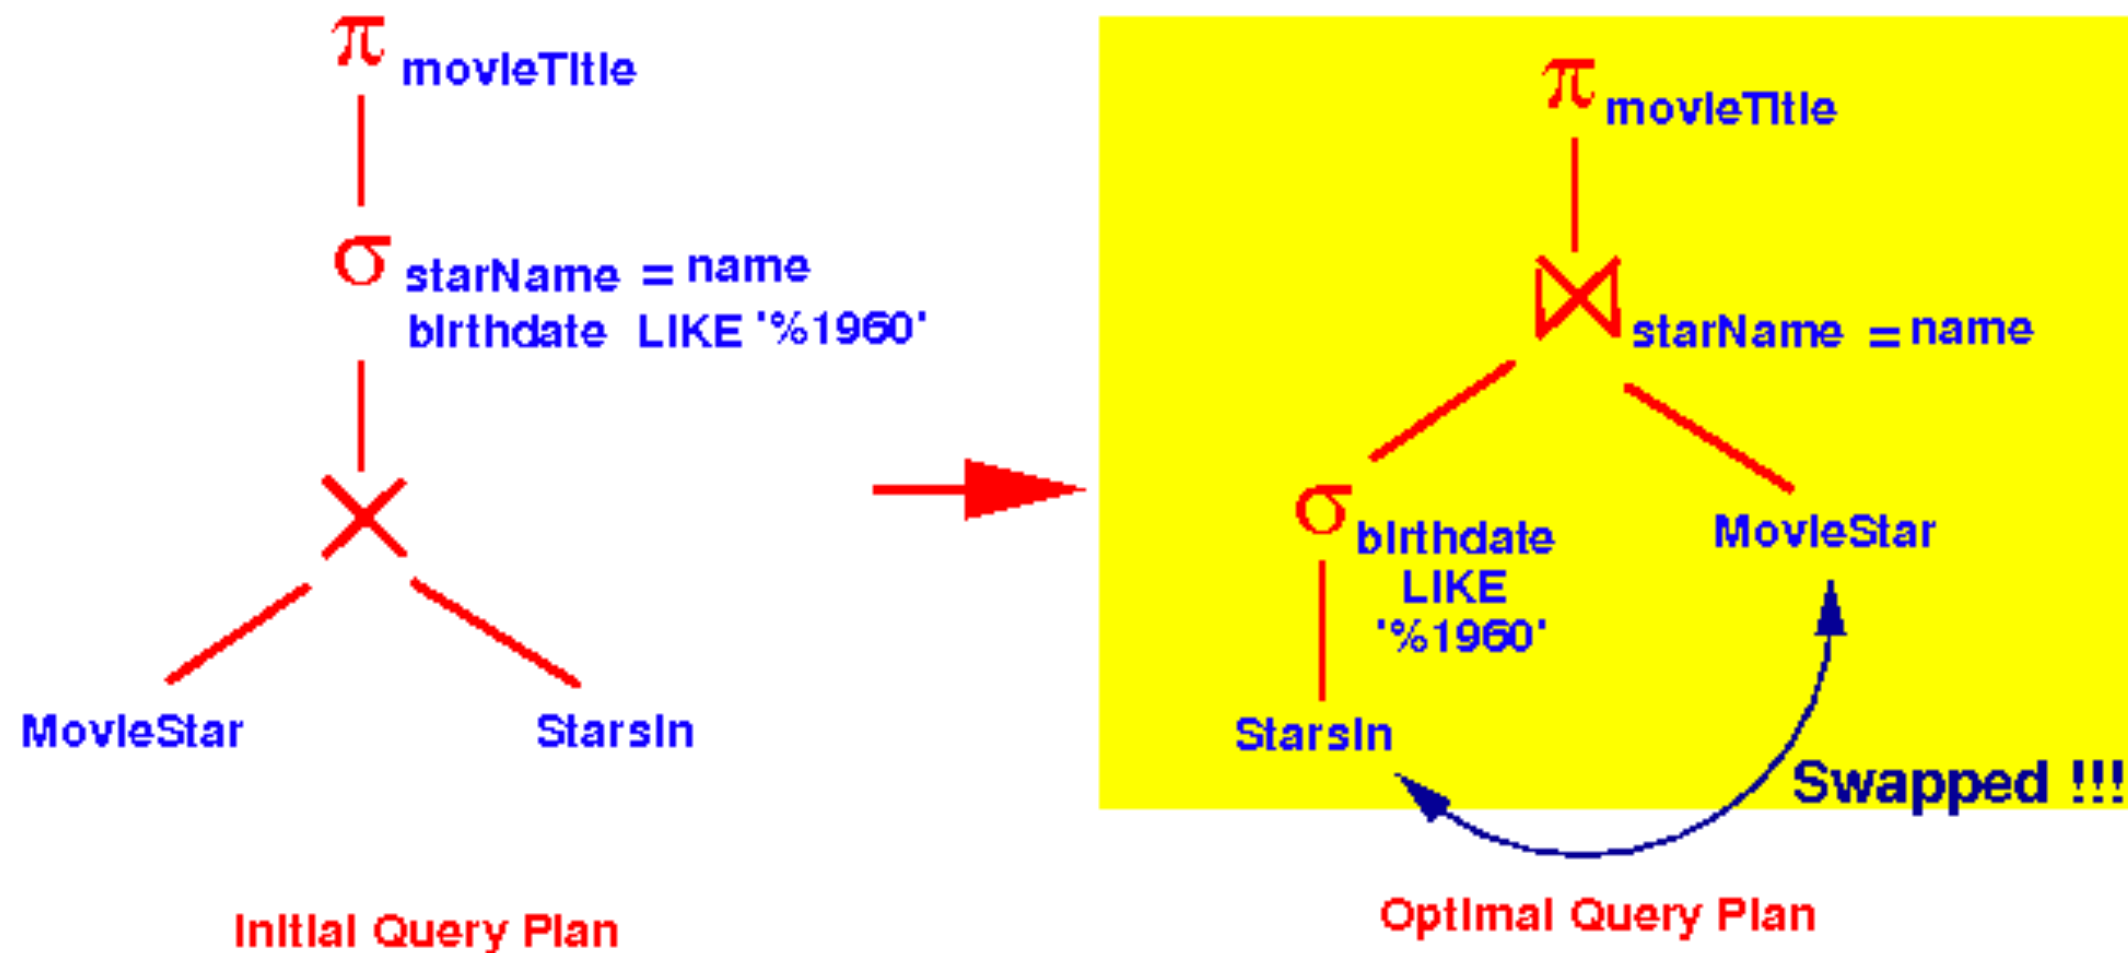 π movieTitle
σ starName = name
birthdate LIKE '%1960'
MovieStar
StarsIn
Initial Query Plan
π movieTitle
starName = name
σ birthdate
LIKE
'%1960'
MovieStar
StarsIn
Swapped !!!
Optimal Query Plan